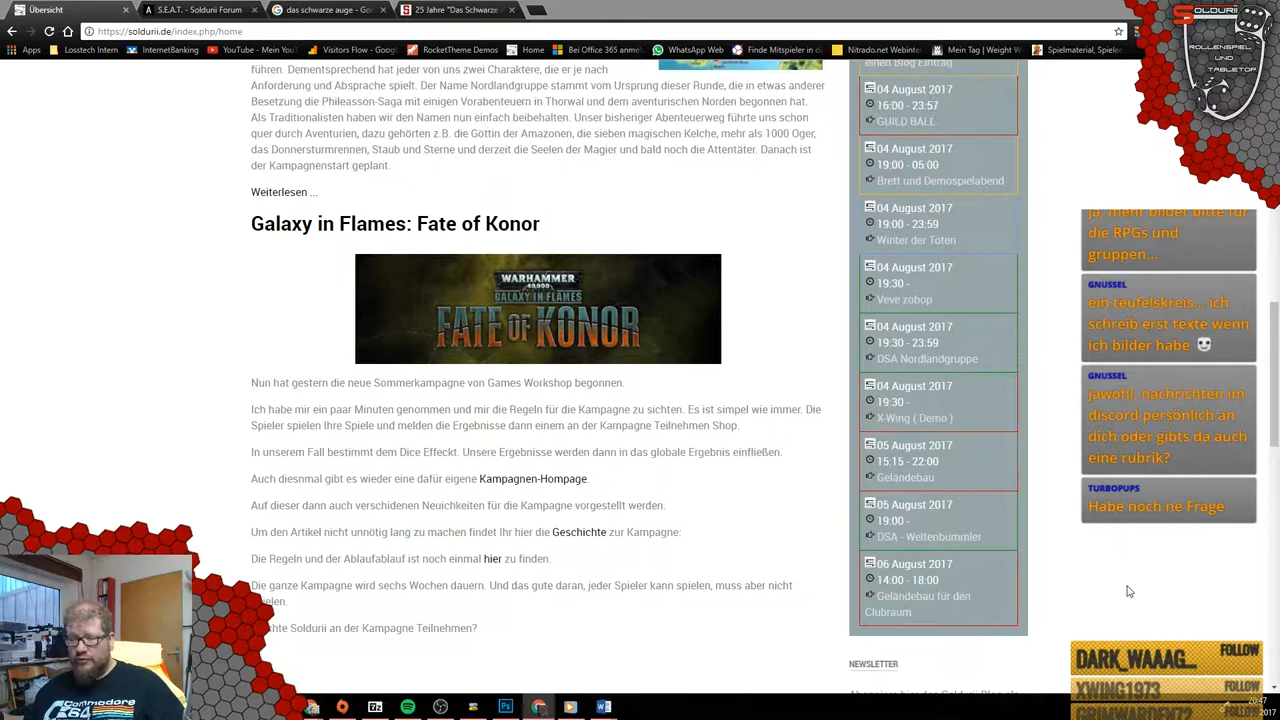 Übersicht
S.E.A.T. - Soldurii Forum
das schwarze auge - Goo
25 Jahre "Das Schwarze
https://soldurii.de/index.php/home
Apps
Losstech Intern
InternetBanking
YouTube - Mein You
Visitors Flow - Googl
RocketTheme Demos
Home
Bei Office 365 anmel
WhatsApp Web
Finde Mitspieler in d
Nitrado.net Webinter
Mein Tag | Weight W
Spielmaterial, Spielee
SOLDURII
ROLLENSPIEL
UND
TABLETOP
führen. Dementsprechend hat jeder von uns zwei Charaktere, die er je nach
Anforderung und Absprache spielt. Der Name Nordlandgruppe stammt vom Ursprung dieser Runde, die in etwas anderer
Besetzung die Phileasson-Saga mit einigen Vorabenteuern in Thorwal und dem aventurischen Norden begonnen hat.
Als Traditionalisten haben wir den Namen nun einfach beibehalten. Unser bisheriger Abenteuerweg führte uns schon
quer durch Aventurien, dazu gehörten z.B. die Göttin der Amazonen, die sieben magischen Kelche, mehr als 1000 Oger,
das Donnersturmrennen, Staub und Sterne und derzeit die Seelen der Magier und bald noch die Attentäter. Danach ist
der Kampagnenstart geplant.
Weiterlesen ...
Galaxy in Flames: Fate of Konor
WARHAMMER
40,000
GALAXY IN FLAMES
FATE OF KONOR
Nun hat gestern die neue Sommerkampagne von Games Workshop begonnen.
Ich habe mir ein paar Minuten genommen und mir die Regeln für die Kampagne zu sichten. Es ist simpel wie immer. Die
Spieler spielen Ihre Spiele und melden die Ergebnisse dann einem an der Kampagne Teilnehmen Shop.
In unserem Fall bestimmt dem Dice Effeckt. Unsere Ergebnisse werden dann in das globale Ergebnis einfließen.
Auch diesnmal gibt es wieder eine dafür eigene Kampagnen-Hompage.
Auf dieser dann auch verschidenen Neuichkeiten für die Kampagne vorgestellt werden.
Um den Artikel nicht unnötig lang zu machen findet Ihr hier die Geschichte zur Kampagne:
Die Regeln und der Ablaufablauf ist noch einmal hier zu finden.
Die ganze Kampagne wird sechs Wochen dauern. Und das gute daran, jeder Spieler kann spielen, muss aber nicht
Soldurii an der Kampagne Teilnehmen?
einen Blog Eintrag
04 August 2017
16:00 - 23:57
GUILD BALL
04 August 2017
19:00 - 05:00
Brett und Demospielabend
04 August 2017
19:00 - 23:59
Winter der Toten
04 August 2017
19:30 -
Veve zobop
04 August 2017
19:30 - 23:59
DSA Nordlandgruppe
04 August 2017
19:30 -
X-Wing ( Demo )
05 August 2017
15:15 - 22:00
Geländebau
05 August 2017
19:00 -
DSA - Weltenbummler
06 August 2017
14:00 - 18:00
Geländebau für den
Clubraum
NEWSLETTER
ja, mehr bilder bitte für
die RPGs und
gruppen...
GNUSSEL
ein teufelskreis... ich
schreib erst texte wenn
ich bilder habe
GNUSSEL
jawohl, nachrichten im
discord persönlich an
dich oder gibts da auch
eine rubrik?
TURBOPUPS
Habe noch ne Frage
DARK_WAAAG... FOLLOW
XWING1973 FOLLOW
GRIMWARDEN72
Commodore
64
20:47
2017